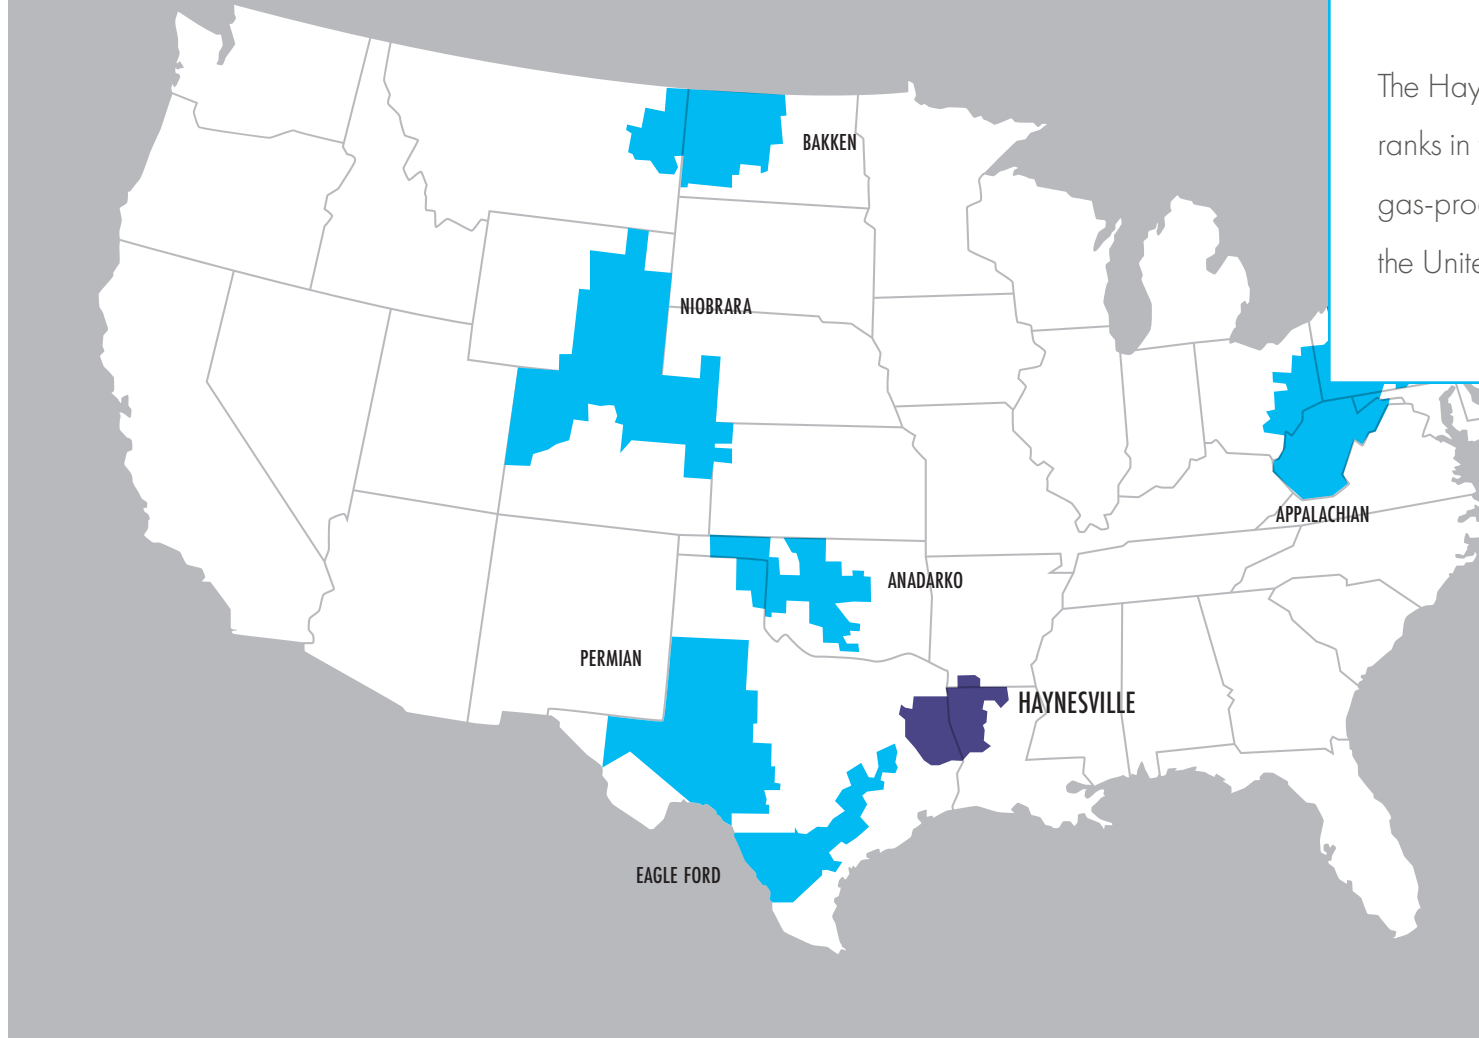 The Hay
ranks in
gas-pro
the Unite
BAKKEN
NIOBRARA
APPALACHIAN
ANADARKO
PERMIAN
HAYNESVILLE
EAGLE FORD